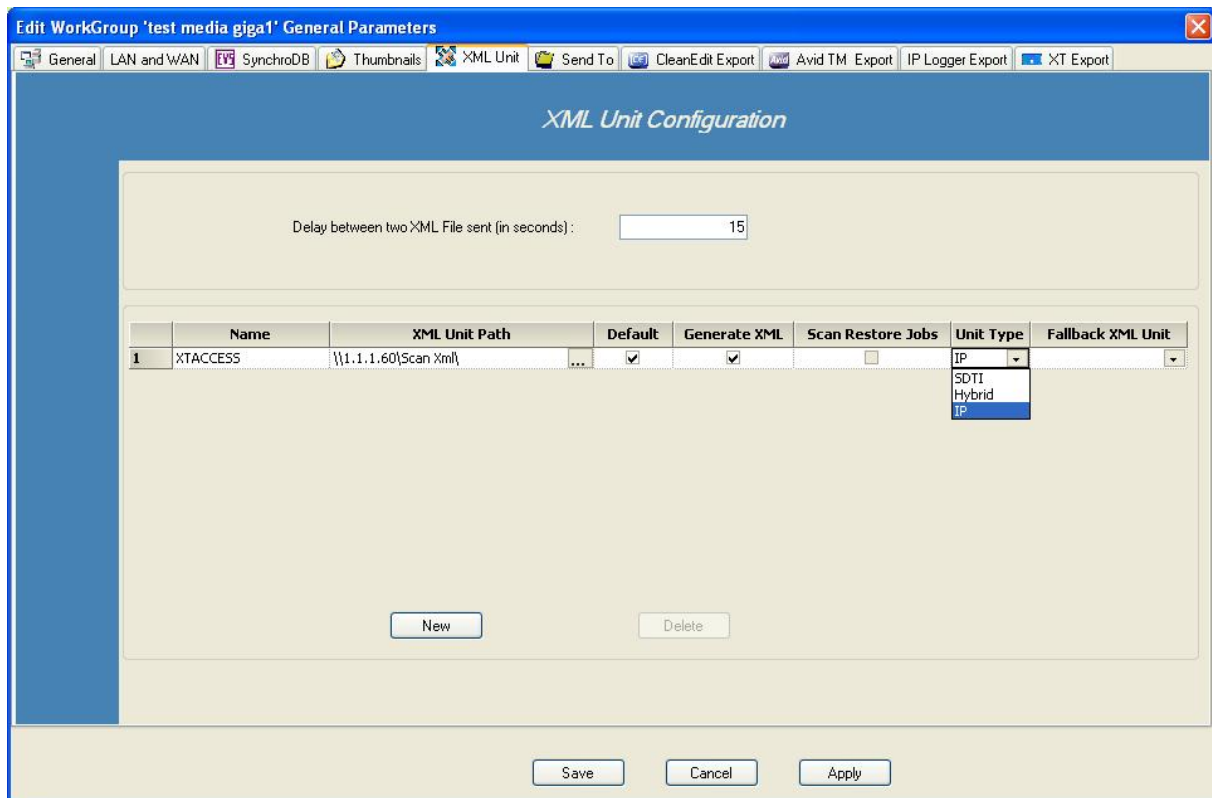 Edit WorkGroup 'test media giga1' General Parameters
General LAN and WAN EVS SynchroDB Thumbnails XML Unit Send To CleanEdit Export Avid TM Export IP Logger Export XT Export
XML Unit Configuration
Delay between two XML File sent (in seconds) : 15
Name XML Unit Path Default Generate XML Scan Restore Jobs Unit Type Fallback XML Unit
1 XTACCESS \\1.1.1.60\Scan Xml\ ... IP
SDTI
Hybrid
IP
New Delete
Save Cancel Apply